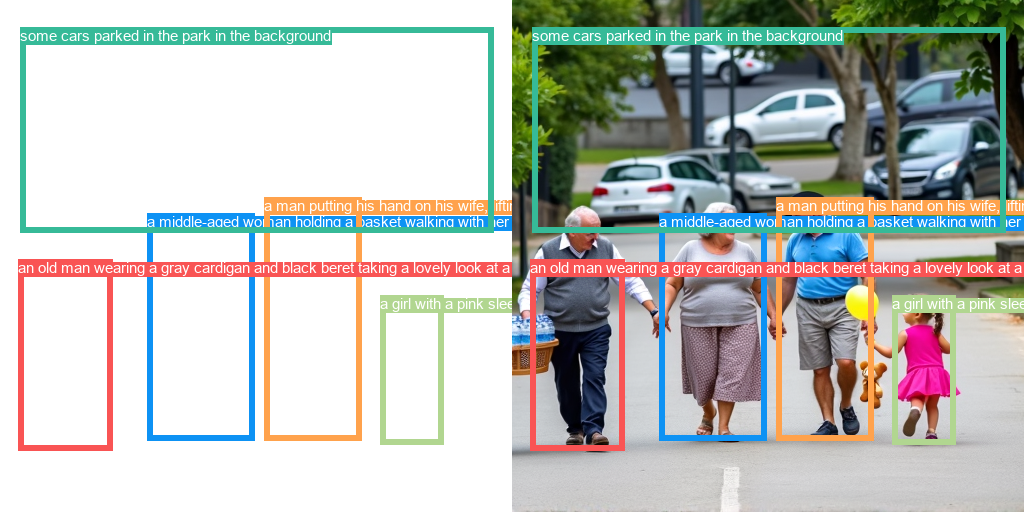 some cars parked in the park in the background
some cars parked in the park in the background
a man putting his hand on his wife,
a man putting his hand on his wife,
a middle-aged woman holding a basket walking with her
a middle-aged woman holding a basket walking with her
an old man wearing a gray cardigan and black beret taking a lovely look at a
an old man wearing a gray cardigan and black beret taking a lovely look at a
a girl with a pink
a girl with a pink